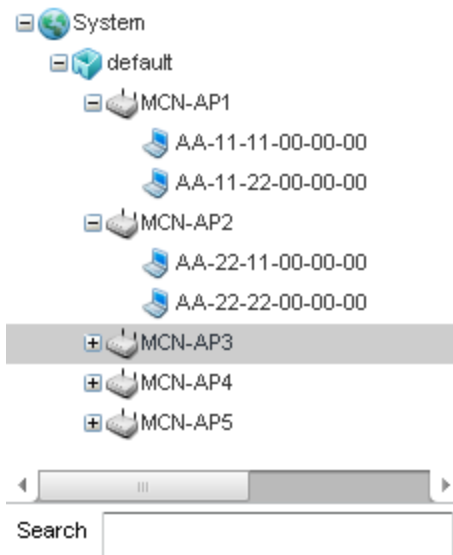 System
default
MCN-AP1
AA-11-11-00-00-00
AA-11-22-00-00-00
MCN-AP2
AA-22-11-00-00-00
AA-22-22-00-00-00
MCN-AP3
MCN-AP4
MCN-AP5
Search